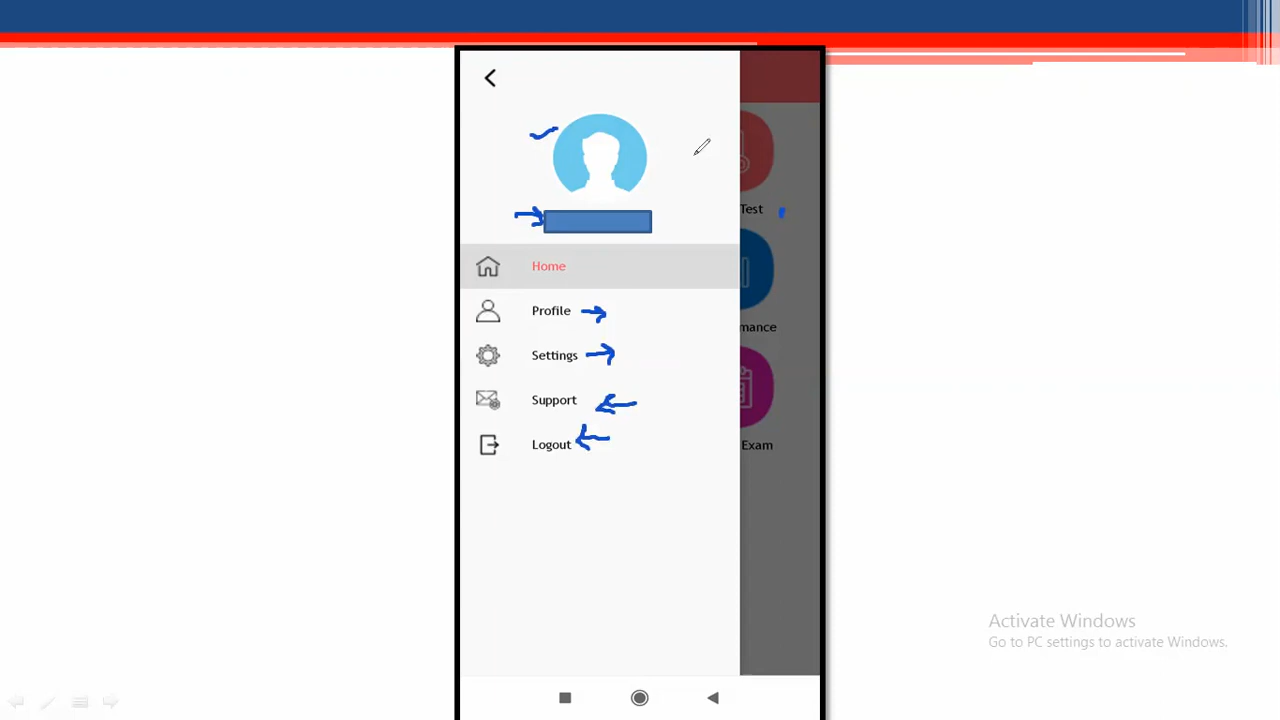 Test
Home
mance
Profile
Settings
Support
Logout
Exam
Activate Windows
Go to PC settings to activate Windows.